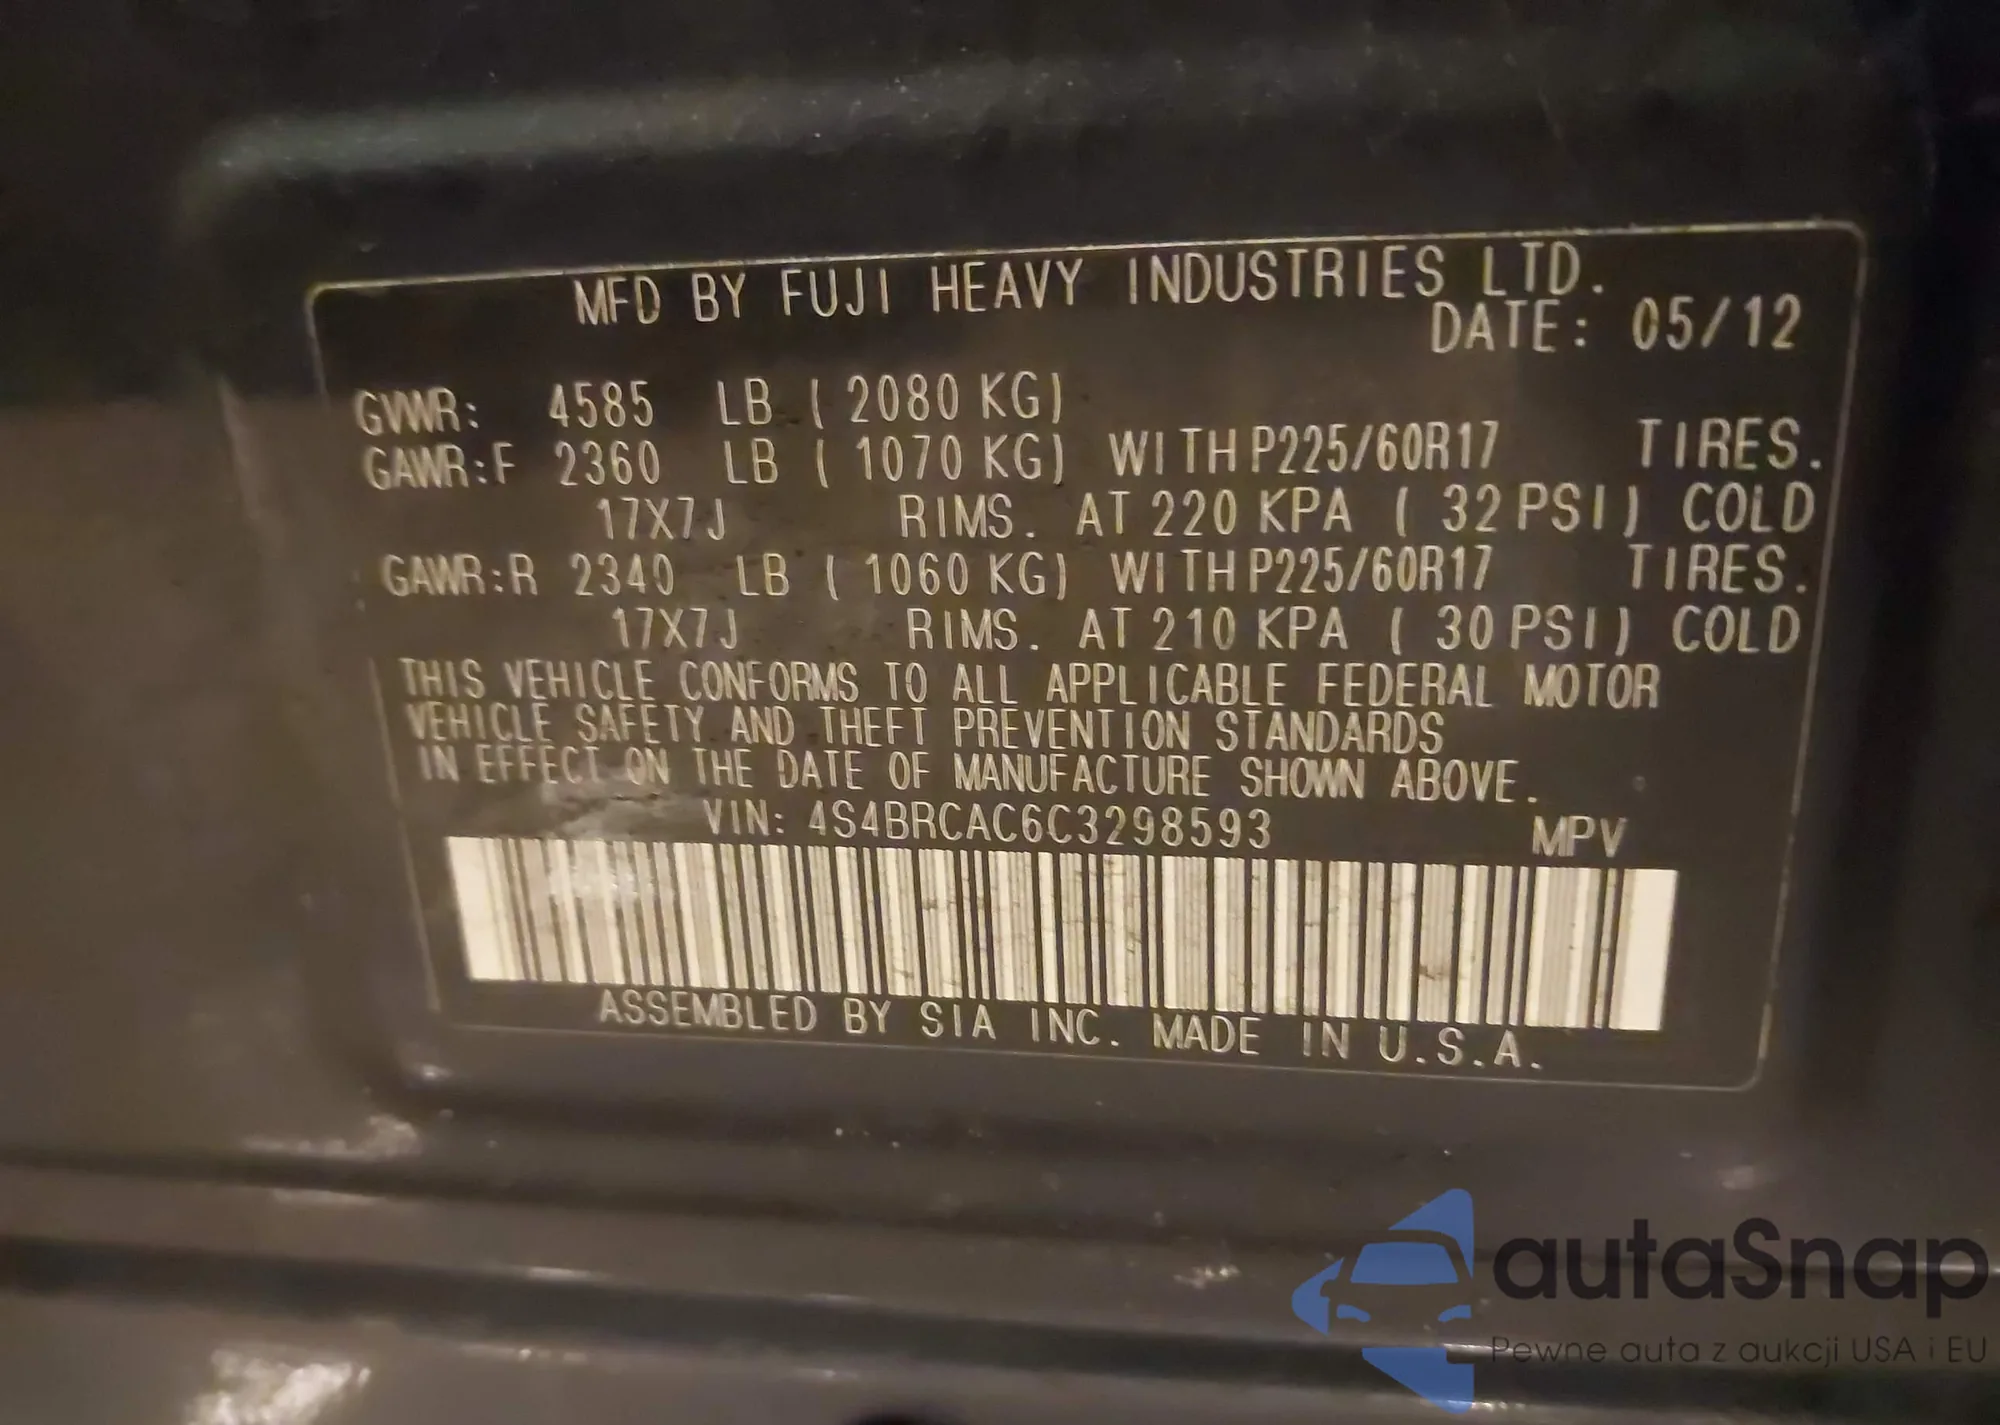 MFD BY FUJI HEAVY INDUSTRIES LTD.
DATE: 05/12
GVWR: 4585 LB ( 2080 KG)
GAWR:F 2360 LB ( 1070 KG) WITH P225/60R17 TIRES.
17X7J RIMS. AT 220 KPA ( 32 PSI) COLD
GAWR:R 2340 LB ( 1060 KG) WITH P225/60R17 TIRES.
17X7J RIMS. AT 210 KPA ( 30 PSI) COLD
THIS VEHICLE CONFORMS TO ALL APPLICABLE FEDERAL MOTOR
VEHICLE SAFETY AND THEFT PREVENTION STANDARDS
IN EFFECT ON THE DATE OF MANUFACTURE SHOWN ABOVE.
VIN: 4S4BRCAC6C3298593 MPV
ASSEMBLED BY SIA INC. MADE IN U.S.A.
autaSnap
Pewne auta z aukcji USA i EU